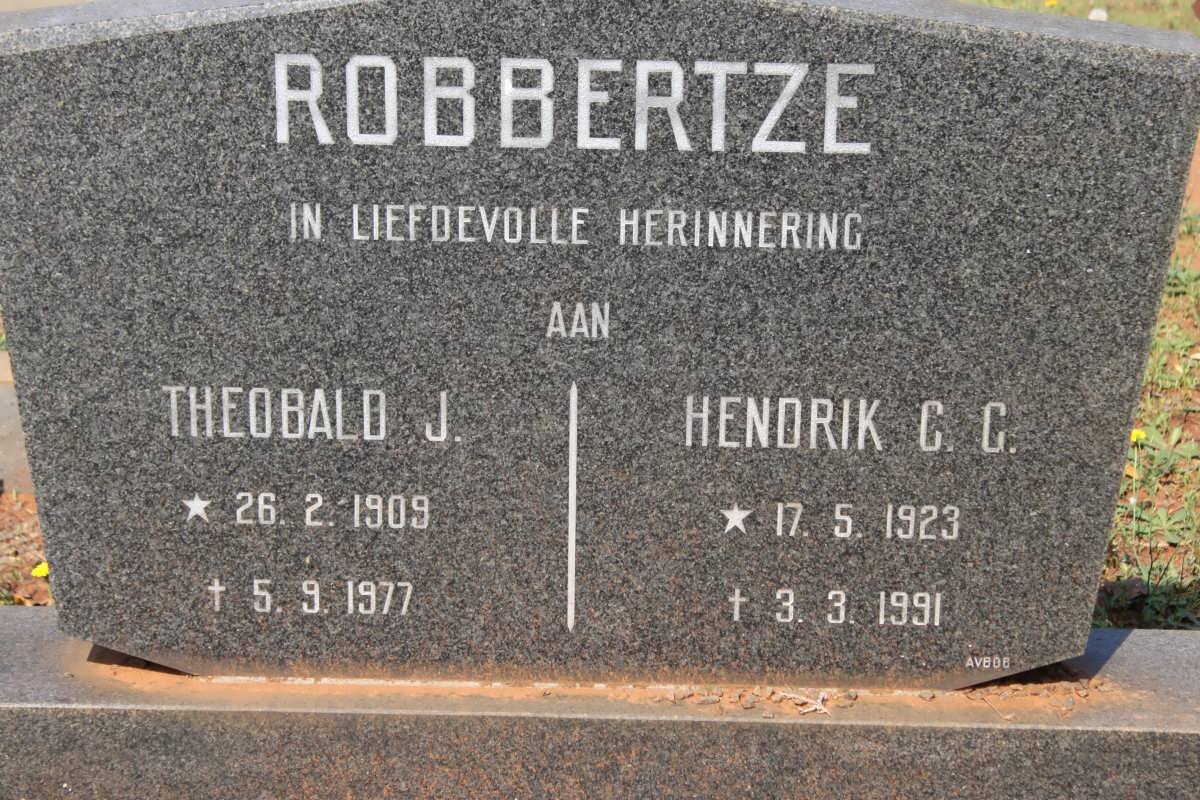 ROBBERTZE
IN LIEFDEVOLLE HERINNERING
AAN
THEOBALD J.
★ 26. 2. 1909
† 5. 9. 1977
HENDRIK G. G.
★ 17. 5. 1923
† 3. 3. 1991
AVBOB